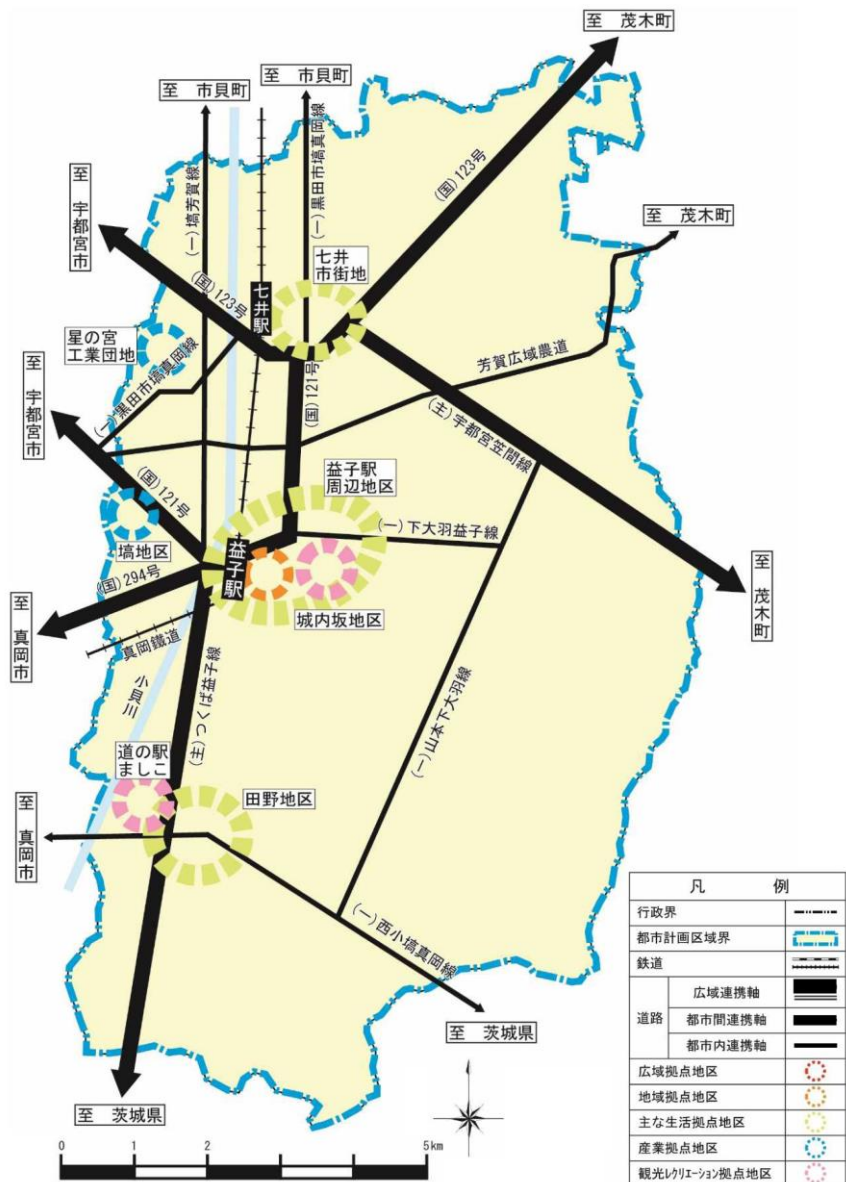 至 茂木町
至 市貝町
至 市貝町
(一)塙芳賀線
(一)黒田市塙真岡線
(国)123号
至 茂木町
至 宇都宮市
七井
市街地
(国)123号
七井駅
星の宮
工業団地
(一)黒田市塙真岡線
至 宇都宮市
(国)121号
芳賀広域農道
(主)宇都宮笠間線
(国)121号
益子駅
周辺地区
(一)下大羽益子線
塙地区
益子駅
(国)294号
城内坂地区
至 茂木町
至 真岡市
真岡鐵道
小貝川
(主)つくば益子線
(一)山本下大羽線
道の駅
ましこ
田野地区
至 真岡市
(一)西小塙真岡線
至 茨城県
至 茨城県
0 1 2 5km
凡 例
行政界
都市計画区域界
鉄道
道路
広域連携軸
都市間連携軸
都市内連携軸
広域拠点地区
地域拠点地区
主な生活拠点地区
産業拠点地区
観光ﾚｸﾘｴｰｼｮﾝ拠点地区